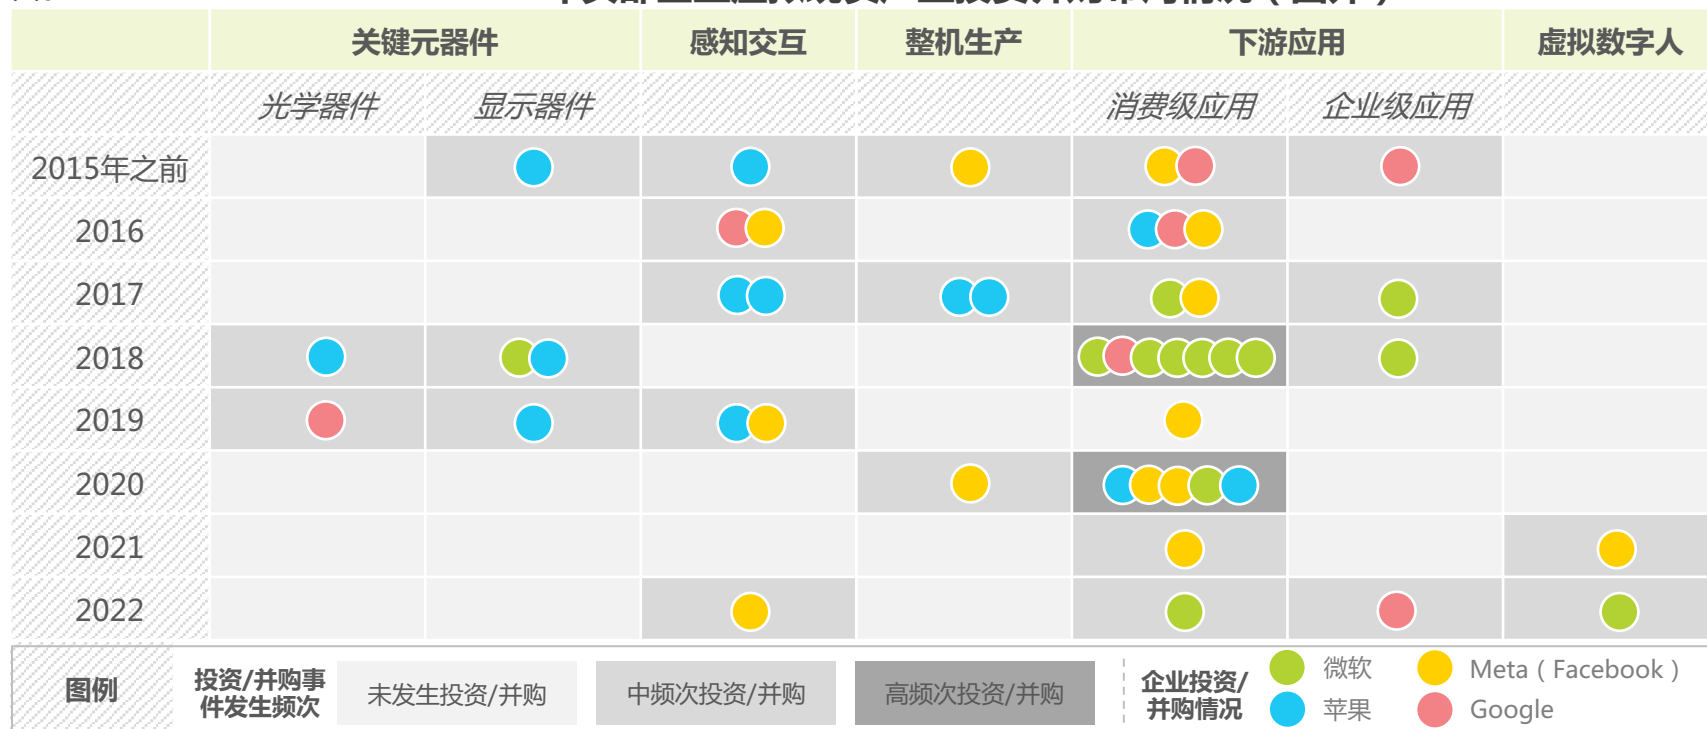 关键元器件 感知交互 整机生产 下游应用 虚拟数字人
光学器件 显示器件 消费级应用 企业级应用
2015年之前
2016
2017
2018
2019
2020
2021
2022
图例
投资/并购事
件发生频次
未发生投资/并购
中频次投资/并购
高频次投资/并购
企业投资/
并购情况
微软
Meta（Facebook）
苹果
Google